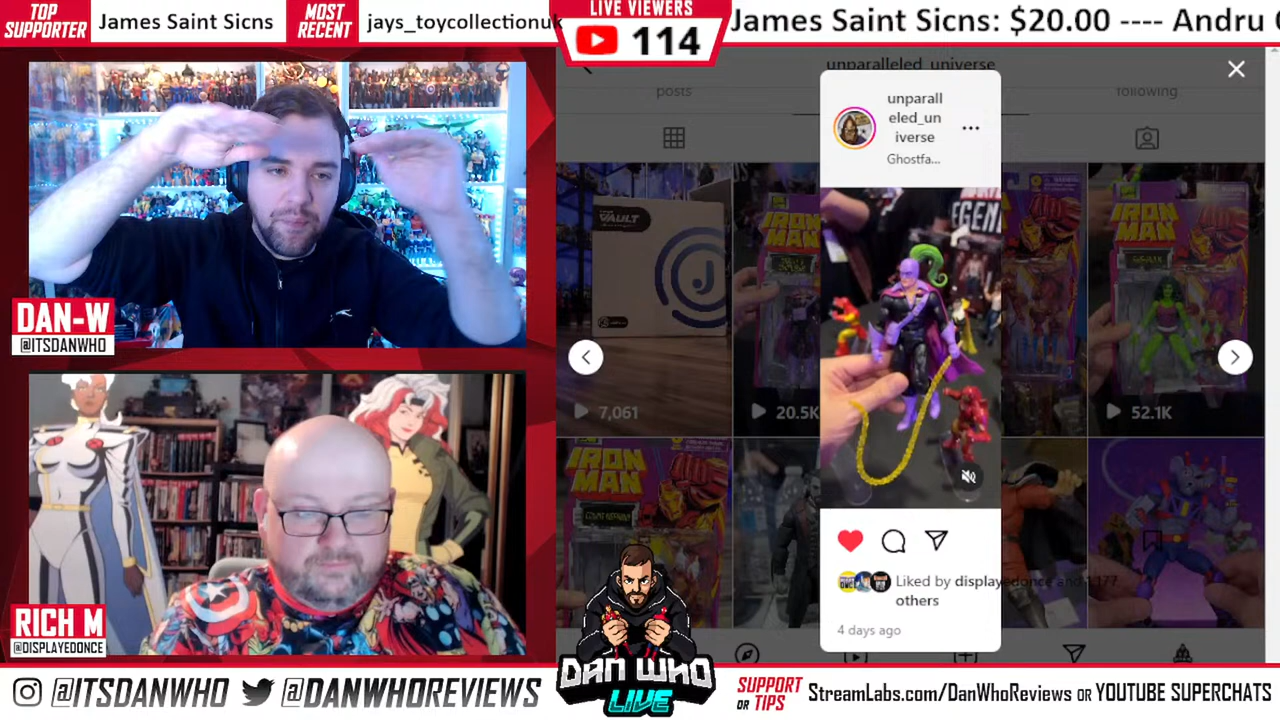 TOP
SUPPORTER
James Saint Sicns
MOST
RECENT
jays_toycollectionuk
LIVE VIEWERS
114
James Saint Sicns: $20.00 ---- Andru
unparalleled_universe
posts
following
unparall
eled_un
iverse
Ghostfa...
VAULT
J
IRON
MAN
EGEN
IRON
MAN
7,061
20.5K
52.1K
IRON
MAN
DAN-W
@ITSDANWHO
RICH M
@DISPLAYEDONCE
Liked by displayedonce and 1177
others
4 days ago
DAN WHO
LIVE
@ITSDANWHO
@DANWHOREVIEWS
SUPPORT
OR TIPS
StreamLabs.com/DanWhoReviews OR YOUTUBE SUPERCHATS